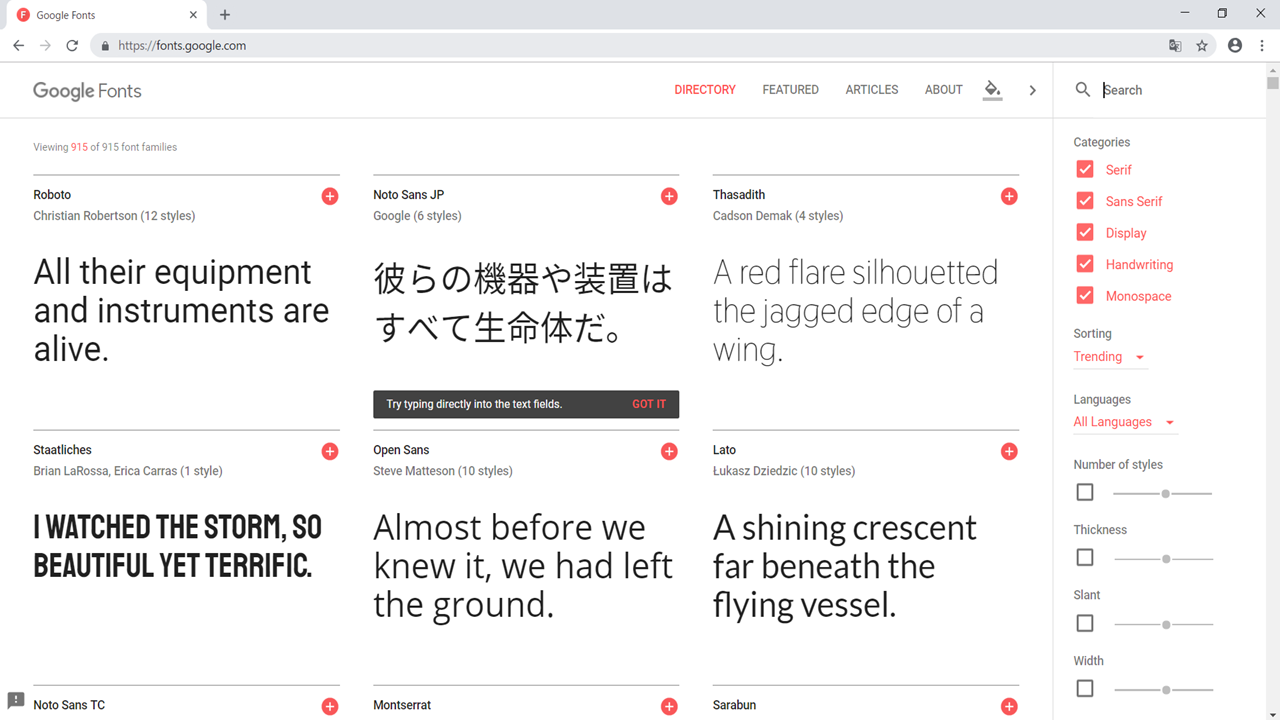 Google Fonts
https://fonts.google.com
Google Fonts
DIRECTORY
FEATURED
ARTICLES
ABOUT
Search
Viewing 915 of 915 font families
Roboto
Christian Robertson (12 styles)
All their equipment
and instruments are
alive.
Noto Sans JP
Google (6 styles)
彼らの機器や装置は
すべて生命体だ。
Try typing directly into the text fields.
GOT IT
Thasadith
Cadson Demak (4 styles)
A red flare silhouetted
the jagged edge of a
wing.
Staatliches
Brian LaRossa, Erica Carras (1 style)
I WATCHED THE STORM, SO
BEAUTIFUL YET TERRIFIC.
Open Sans
Steve Matteson (10 styles)
Almost before we
knew it, we had left
the ground.
Lato
Łukasz Dziedzic (10 styles)
A shining crescent
far beneath the
flying vessel.
Noto Sans TC
Montserrat
Sarabun
Categories
Serif
Sans Serif
Display
Handwriting
Monospace
Sorting
Trending
Languages
All Languages
Number of styles
Thickness
Slant
Width